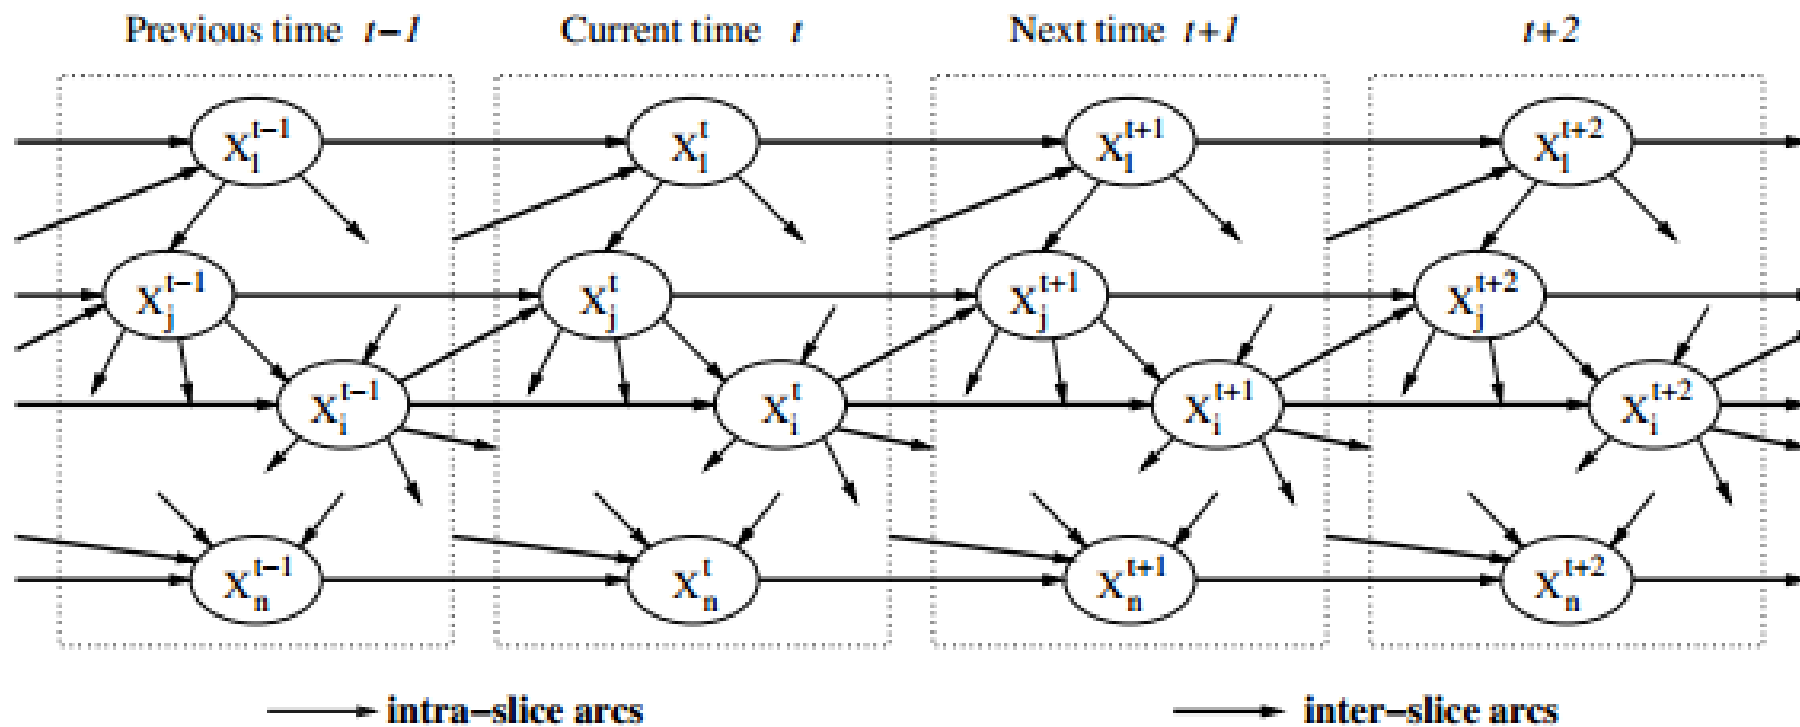 Previous time t–1 Current time t Next time t+1 t+2
X₁ᵗ⁻¹ X₁ᵗ X₁ᵗ⁺¹ X₁ᵗ⁺²
Xⱼᵗ⁻¹ Xⱼᵗ Xⱼᵗ⁺¹ Xⱼᵗ⁺²
Xᵢᵗ⁻¹ Xᵢᵗ Xᵢᵗ⁺¹ Xᵢᵗ⁺²
Xₙᵗ⁻¹ Xₙᵗ Xₙᵗ⁺¹ Xₙᵗ⁺²
intra–slice arcs inter–slice arcs